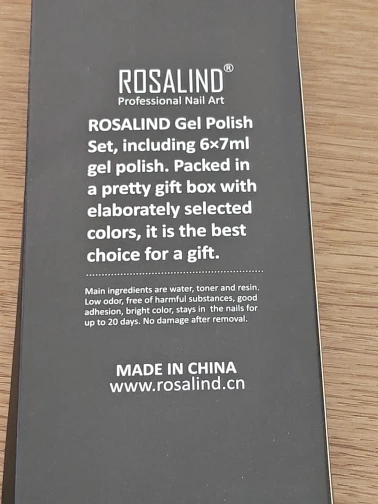 ROSALIND®
Professional Nail Art
ROSALIND Gel Polish
Set, including 6×7ml
gel polish. Packed in
a pretty gift box with
elaborately selected
colors, it is the best
choice for a gift.
Main ingredients are water, toner and resin.
Low odor, free of harmful substances, good
adhesion, bright color, stays in the nails for
up to 20 days. No damage after removal.
MADE IN CHINA
www.rosalind.cn